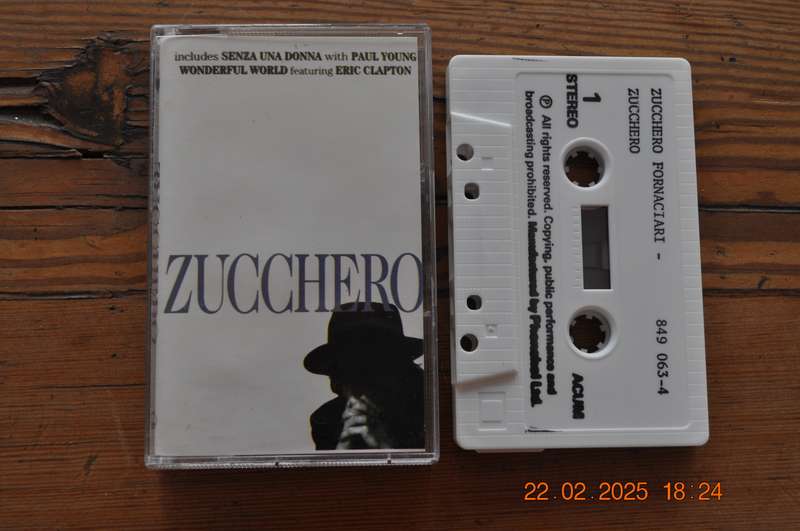 includes SENZA UNA DONNA with PAUL YOUNG
WONDERFUL WORLD featuring ERIC CLAPTON
ZUCCHERO
ZUCCHERO FORNACIARI - 849 063-4
ZUCCHERO
1
STEREO
ACUM
Ⓟ All rights reserved. Copying, public performance and
broadcasting prohibited. Manufactured by Phonodisc Ltd.
22.02.2025 18:24